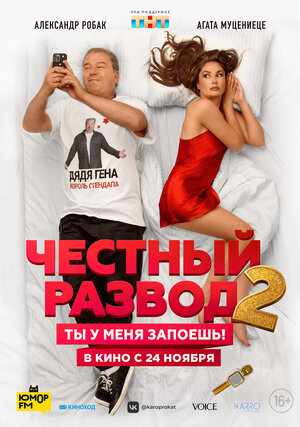 ПРИ ПОДДЕРЖКЕ
ТНТ
АЛЕКСАНДР РОБАК
АГАТА МУЦЕНИЕЦЕ
ДЯДЯ ГЕНА
КОРОЛЬ СТЕНДАПА
ЧЕСТНЫЙ
РАЗВОД 2
ТЫ У МЕНЯ ЗАПОЕШЬ!
В КИНО С 24 НОЯБРЯ
ЮМОР FM
КИНОХОД
@karoprokat
VOICE
KARRO
16+